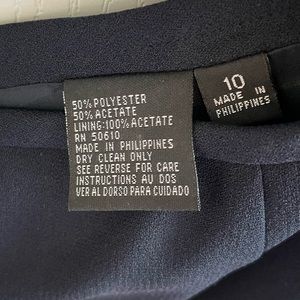 50% POLYESTER
50% ACETATE
LINING:100% ACETATE
RN 50610
MADE IN PHILIPPINES
DRY CLEAN ONLY
SEE REVERSE FOR CARE
INSTRUCTIONS AU DOS
VER AL DORSO PARA CUIDADO
10
MADE IN
PHILIPPINES